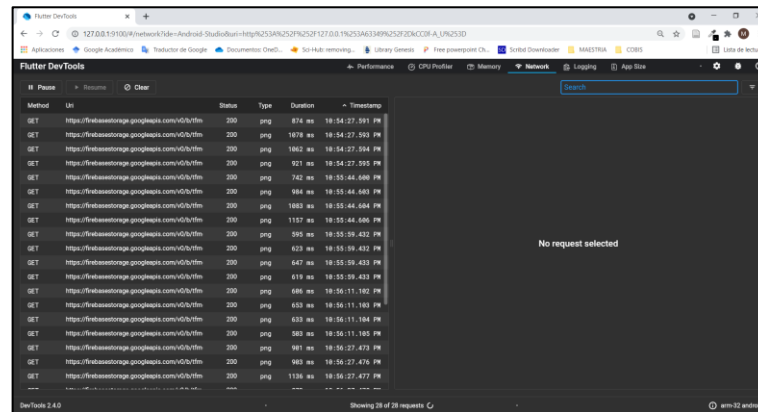 Flutter DevTools
127.0.0.1:9100/#/network?ide=Android-Studio&uri=http%253A%252F%252F127.0.0.1%253A63349%252F2DkCC0f-A_U%253D
Aplicaciones Google Académico Traductor de Google Documentos: OneD... Sci-Hub: removing... Library Genesis Free powerpoint Ch... Scribd Downloader MAESTRIA COBIS Lista de lectu
Flutter DevTools Performance CPU Profiler Memory Network Logging App Size
Pause Resume Clear Search
Method Uri Status Type Duration Timestamp
GET https://firebasestorage.googleapis.com/v0/b/tfm- 200 png 874 ms 10:54:27.591 PM
GET https://firebasestorage.googleapis.com/v0/b/tfm- 200 png 1078 ms 10:54:27.593 PM
GET https://firebasestorage.googleapis.com/v0/b/tfm- 200 png 1062 ms 10:54:27.594 PM
GET https://firebasestorage.googleapis.com/v0/b/tfm- 200 png 921 ms 10:54:27.595 PM
GET https://firebasestorage.googleapis.com/v0/b/tfm- 200 png 742 ms 10:55:44.600 PM
GET https://firebasestorage.googleapis.com/v0/b/tfm- 200 png 984 ms 10:55:44.603 PM
GET https://firebasestorage.googleapis.com/v0/b/tfm- 200 png 1083 ms 10:55:44.604 PM
GET https://firebasestorage.googleapis.com/v0/b/tfm- 200 png 1157 ms 10:55:44.606 PM
GET https://firebasestorage.googleapis.com/v0/b/tfm- 200 png 595 ms 10:55:59.432 PM
GET https://firebasestorage.googleapis.com/v0/b/tfm- 200 png 623 ms 10:55:59.432 PM
GET https://firebasestorage.googleapis.com/v0/b/tfm- 200 png 647 ms 10:55:59.433 PM
GET https://firebasestorage.googleapis.com/v0/b/tfm- 200 png 619 ms 10:55:59.433 PM
GET https://firebasestorage.googleapis.com/v0/b/tfm- 200 png 606 ms 10:56:11.102 PM
GET https://firebasestorage.googleapis.com/v0/b/tfm- 200 png 653 ms 10:56:11.103 PM
GET https://firebasestorage.googleapis.com/v0/b/tfm- 200 png 633 ms 10:56:11.104 PM
GET https://firebasestorage.googleapis.com/v0/b/tfm- 200 png 503 ms 10:56:11.105 PM
GET https://firebasestorage.googleapis.com/v0/b/tfm- 200 png 901 ms 10:56:27.473 PM
GET https://firebasestorage.googleapis.com/v0/b/tfm- 200 png 903 ms 10:56:27.476 PM
GET https://firebasestorage.googleapis.com/v0/b/tfm- 200 png 1136 ms 10:56:27.477 PM
No request selected
DevTools 2.4.0 Showing 28 of 28 requests arm-32 androi